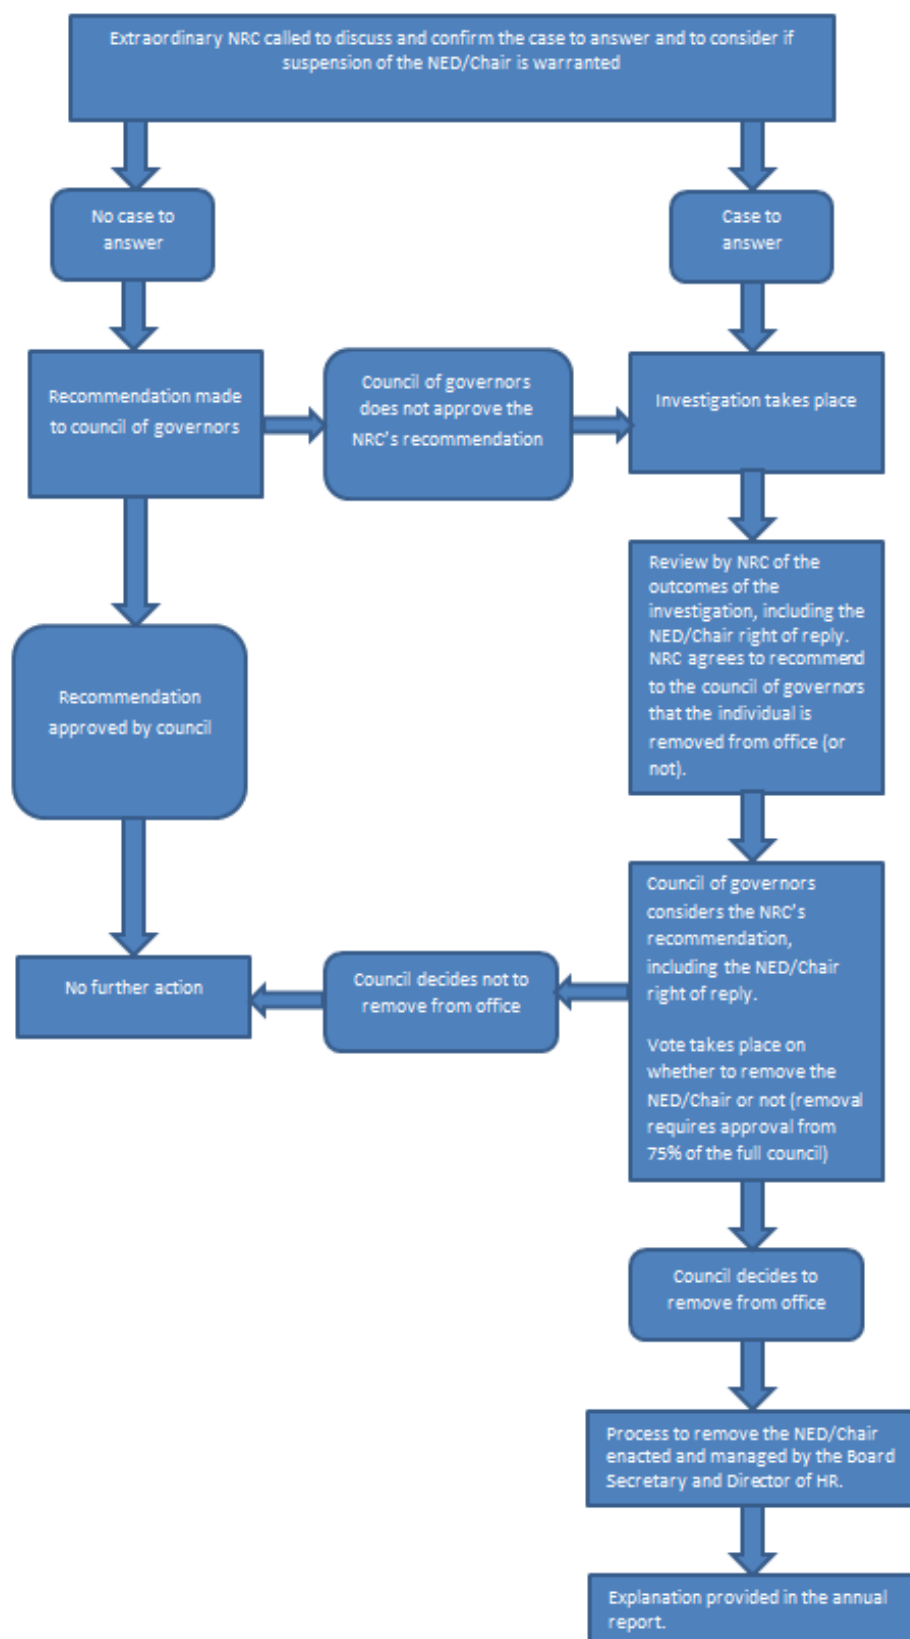 Extraordinary NRC called to discuss and confirm the case to answer and to consider if
suspension of the NED/Chair is warranted
No case to
answer
Case to
answer
Recommendation made
to council of governors
Council of governors
does not approve the
NRC's recommendation
Investigation takes place
Review by NRC of the
outcomes of the
investigation, including the
NED/Chair right of reply.
NRC agrees to recommend
to the council of governors
that the individual is
removed from office (or
not).
Recommendation
approved by council
Council of governors
considers the NRC's
recommendation,
including the NED/Chair
right of reply.
Vote takes place on
whether to remove the
NED/Chair or not (removal
requires approval from
75% of the full council)
Council decides not to
remove from office
No further action
Council decides to
remove from office
Process to remove the NED/Chair
enacted and managed by the Board
Secretary and Director of HR.
Explanation provided in the annual
report.